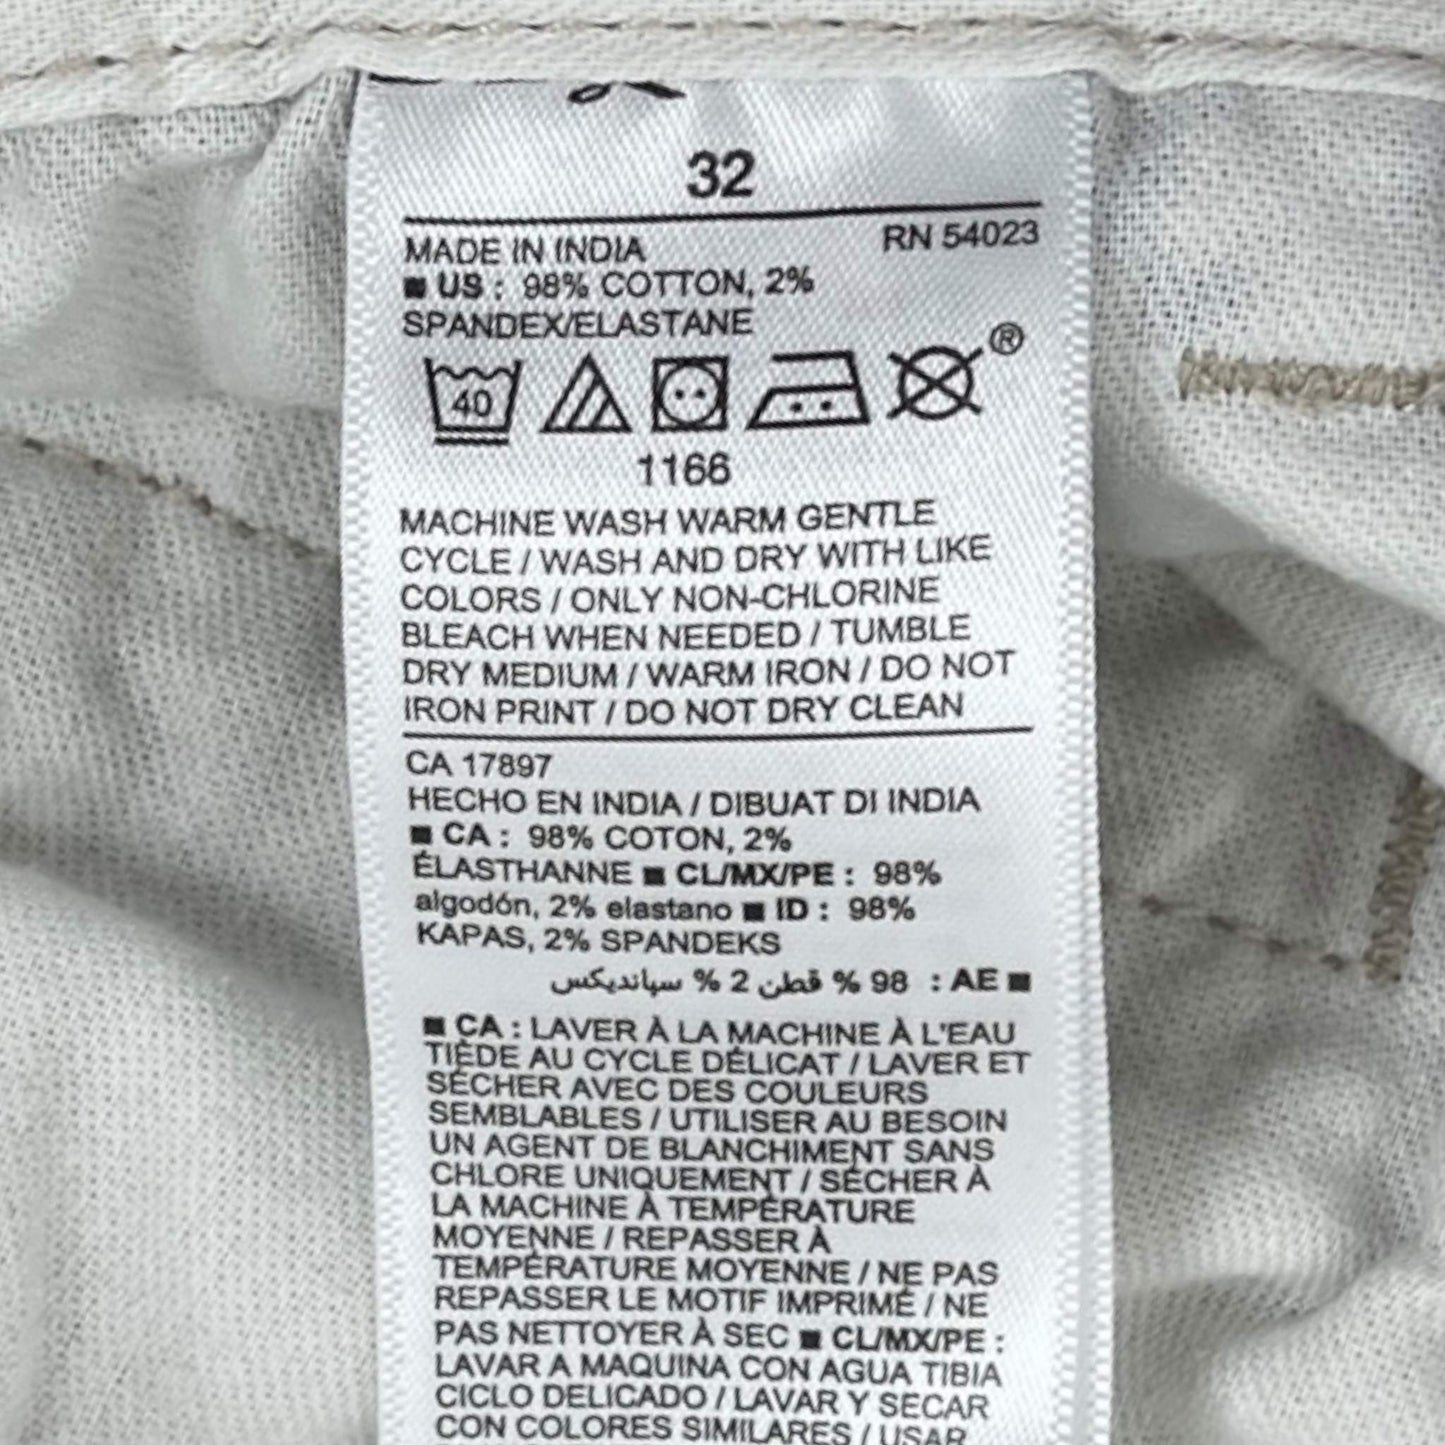 32
MADE IN INDIA RN 54023
■ US : 98% COTTON, 2%
SPANDEX/ELASTANE
40
®
1166
MACHINE WASH WARM GENTLE
CYCLE / WASH AND DRY WITH LIKE
COLORS / ONLY NON-CHLORINE
BLEACH WHEN NEEDED / TUMBLE
DRY MEDIUM / WARM IRON / DO NOT
IRON PRINT / DO NOT DRY CLEAN
CA 17897
HECHO EN INDIA / DIBUAT DI INDIA
■ CA : 98% COTON, 2%
ÉLASTHANNE ■ CL/MX/PE : 98%
algodón, 2% elastano ■ ID : 98%
KAPAS, 2% SPANDEKS
■ AE : 98 % قطن 2 % سپاندیکس
■ CA : LAVER À LA MACHINE À L'EAU
TIÈDE AU CYCLE DÉLICAT / LAVER ET
SÉCHER AVEC DES COULEURS
SEMBLABLES / UTILISER AU BESOIN
UN AGENT DE BLANCHIMENT SANS
CHLORE UNIQUEMENT / SÉCHER À
LA MACHINE À TEMPÉRATURE
MOYENNE / REPASSER À
TEMPÉRATURE MOYENNE / NE PAS
REPASSER LE MOTIF IMPRIMÉ / NE
PAS NETTOYER À SEC ■ CL/MX/PE :
LAVAR A MAQUINA CON AGUA TIBIA
CICLO DELICADO / LAVAR Y SECAR
CON COLORES SIMILARES / USAR